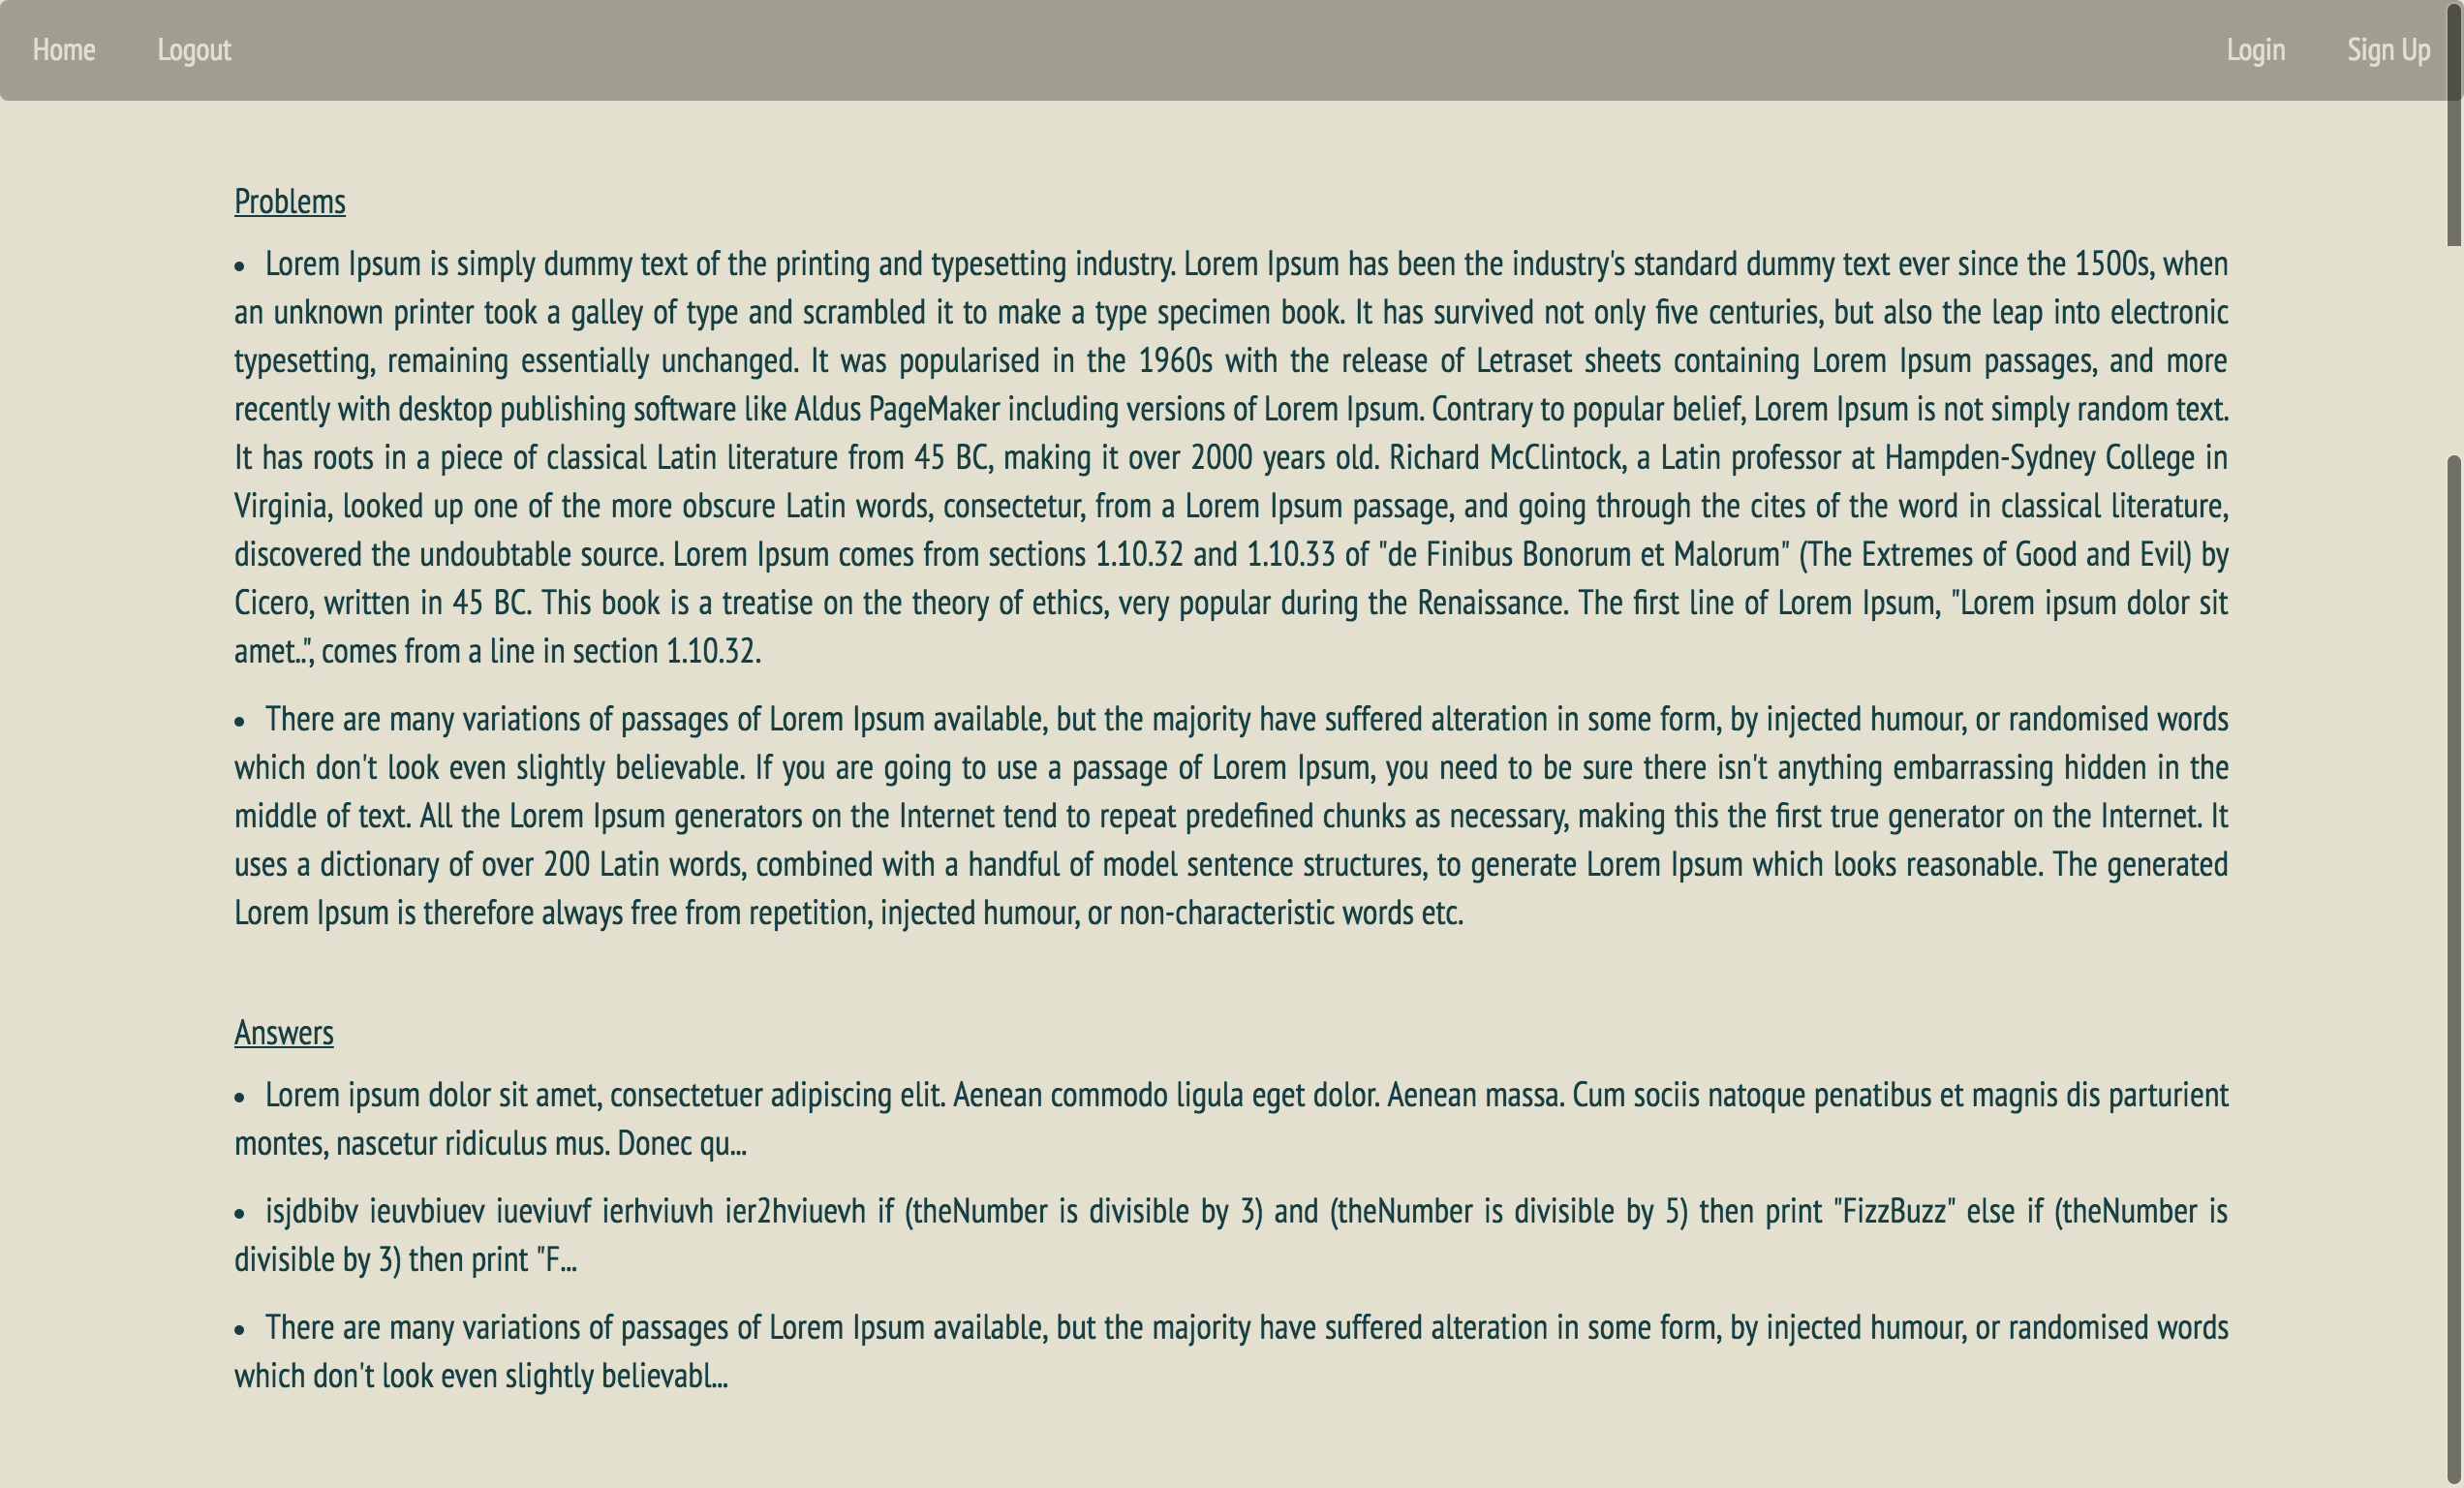 Home Logout Login Sign Up
Problems
• Lorem Ipsum is simply dummy text of the printing and typesetting industry. Lorem Ipsum has been the industry's standard dummy text ever since the 1500s, when
an unknown printer took a galley of type and scrambled it to make a type specimen book. It has survived not only five centuries, but also the leap into electronic
typesetting, remaining essentially unchanged. It was popularised in the 1960s with the release of Letraset sheets containing Lorem Ipsum passages, and more
recently with desktop publishing software like Aldus PageMaker including versions of Lorem Ipsum. Contrary to popular belief, Lorem Ipsum is not simply random text.
It has roots in a piece of classical Latin literature from 45 BC, making it over 2000 years old. Richard McClintock, a Latin professor at Hampden-Sydney College in
Virginia, looked up one of the more obscure Latin words, consectetur, from a Lorem Ipsum passage, and going through the cites of the word in classical literature,
discovered the undoubtable source. Lorem Ipsum comes from sections 1.10.32 and 1.10.33 of "de Finibus Bonorum et Malorum" (The Extremes of Good and Evil) by
Cicero, written in 45 BC. This book is a treatise on the theory of ethics, very popular during the Renaissance. The first line of Lorem Ipsum, "Lorem ipsum dolor sit
amet..", comes from a line in section 1.10.32.
• There are many variations of passages of Lorem Ipsum available, but the majority have suffered alteration in some form, by injected humour, or randomised words
which don't look even slightly believable. If you are going to use a passage of Lorem Ipsum, you need to be sure there isn't anything embarrassing hidden in the
middle of text. All the Lorem Ipsum generators on the Internet tend to repeat predefined chunks as necessary, making this the first true generator on the Internet. It
uses a dictionary of over 200 Latin words, combined with a handful of model sentence structures, to generate Lorem Ipsum which looks reasonable. The generated
Lorem Ipsum is therefore always free from repetition, injected humour, or non-characteristic words etc.
Answers
• Lorem ipsum dolor sit amet, consectetuer adipiscing elit. Aenean commodo ligula eget dolor. Aenean massa. Cum sociis natoque penatibus et magnis dis parturient
montes, nascetur ridiculus mus. Donec qu...
• isjdbibv ieuvbiuev iueviuvf ierhviuvh ier2hviuevh if (theNumber is divisible by 3) and (theNumber is divisible by 5) then print "FizzBuzz" else if (theNumber is
divisible by 3) then print "F...
• There are many variations of passages of Lorem Ipsum available, but the majority have suffered alteration in some form, by injected humour, or randomised words
which don't look even slightly believabl...